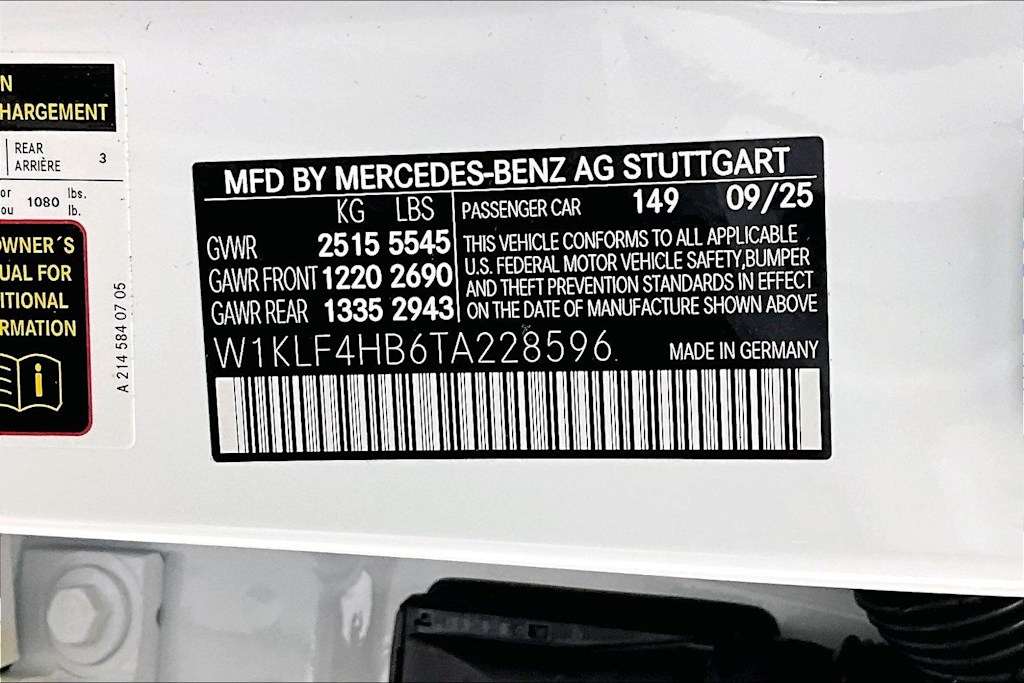 N
HARGEMENT
REAR
ARRIÈRE 3
or
ou 1080 lbs.
lb.
OWNER´S
UAL FOR
ITIONAL
RMATION
i
A 214 584 07 05
MFD BY MERCEDES-BENZ AG STUTTGART
KG LBS
GVWR 2515 5545
GAWR FRONT 1220 2690
GAWR REAR 1335 2943
PASSENGER CAR 149 09/25
THIS VEHICLE CONFORMS TO ALL APPLICABLE
U.S. FEDERAL MOTOR VEHICLE SAFETY,BUMPER
AND THEFT PREVENTION STANDARDS IN EFFECT
ON THE DATE OF MANUFACTURE SHOWN ABOVE
W1KLF4HB6TA228596.
MADE IN GERMANY